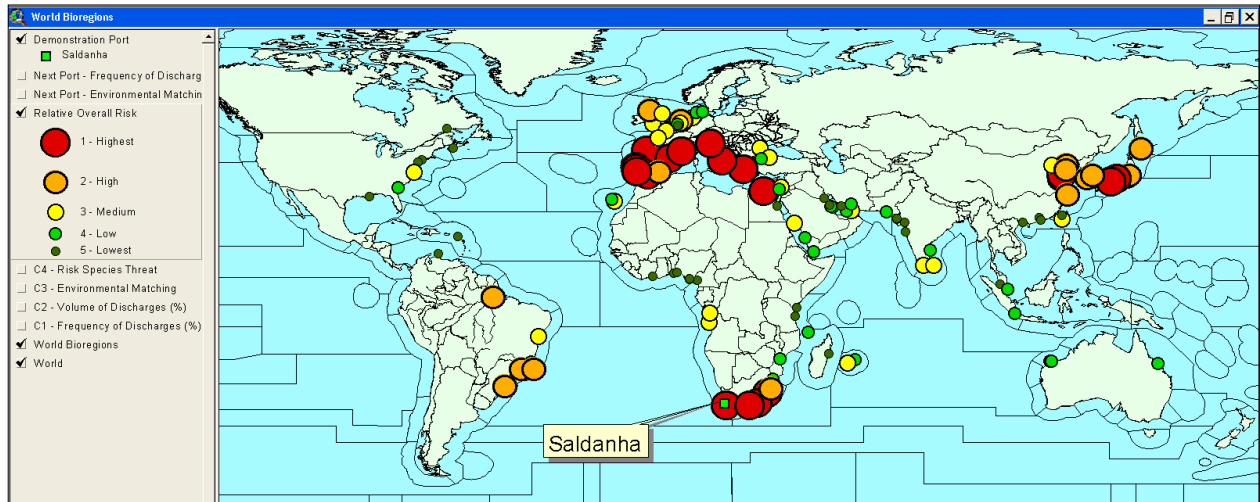 World Bioregions
Demonstration Port
Saldanha
Next Port - Frequency of Discharg
Next Port - Environmental Matchin
Relative Overall Risk
1 - Highest
2 - High
3 - Medium
4 - Low
5 - Lowest
C4 - Risk Species Threat
C3 - Environmental Matching
C2 - Volume of Discharges (%)
C1 - Frequency of Discharges (%)
World Bioregions
World
Saldanha